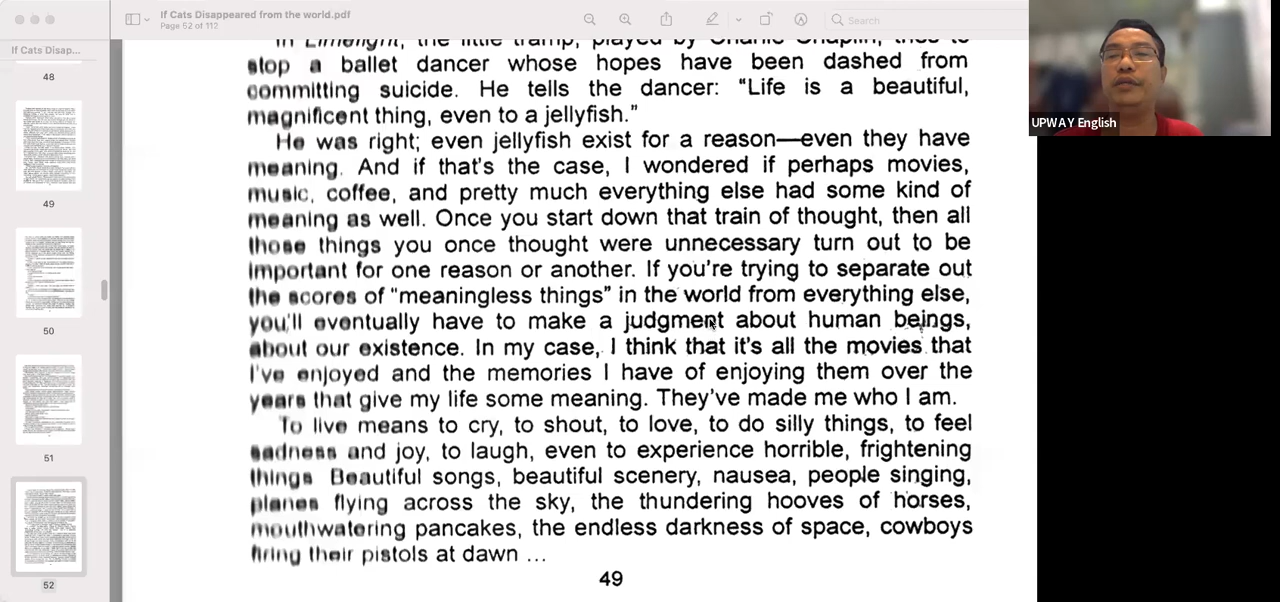 If Cats Disappeared from the world.pdf
Page 52 of 112
Search
If Cats Disap...
48
49
50
51
52
In Limelight, the little tramp, played by Charlie Chaplin, tries to
stop a ballet dancer whose hopes have been dashed from
committing suicide. He tells the dancer: “Life is a beautiful,
magnificent thing, even to a jellyfish.”
He was right; even jellyfish exist for a reason—even they have
meaning. And if that's the case, I wondered if perhaps movies,
music, coffee, and pretty much everything else had some kind of
meaning as well. Once you start down that train of thought, then all
those things you once thought were unnecessary turn out to be
important for one reason or another. If you're trying to separate out
the scores of “meaningless things” in the world from everything else,
you'll eventually have to make a judgment about human beings,
about our existence. In my case, I think that it's all the movies that
I've enjoyed and the memories I have of enjoying them over the
years that give my life some meaning. They've made me who I am.
To live means to cry, to shout, to love, to do silly things, to feel
sadness and joy, to laugh, even to experience horrible, frightening
things Beautiful songs, beautiful scenery, nausea, people singing,
planes flying across the sky, the thundering hooves of horses,
mouthwatering pancakes, the endless darkness of space, cowboys
firing their pistols at dawn ...
49
UPWAY English